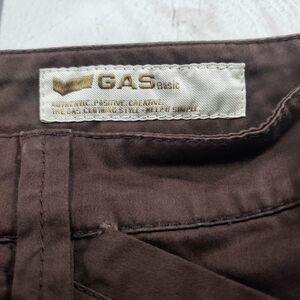 GAS Basic
AUTHENTIC. POSITIVE. CREATIVE.
THE GAS CLOTHING STYLE - KEEP IT SIMPLE.